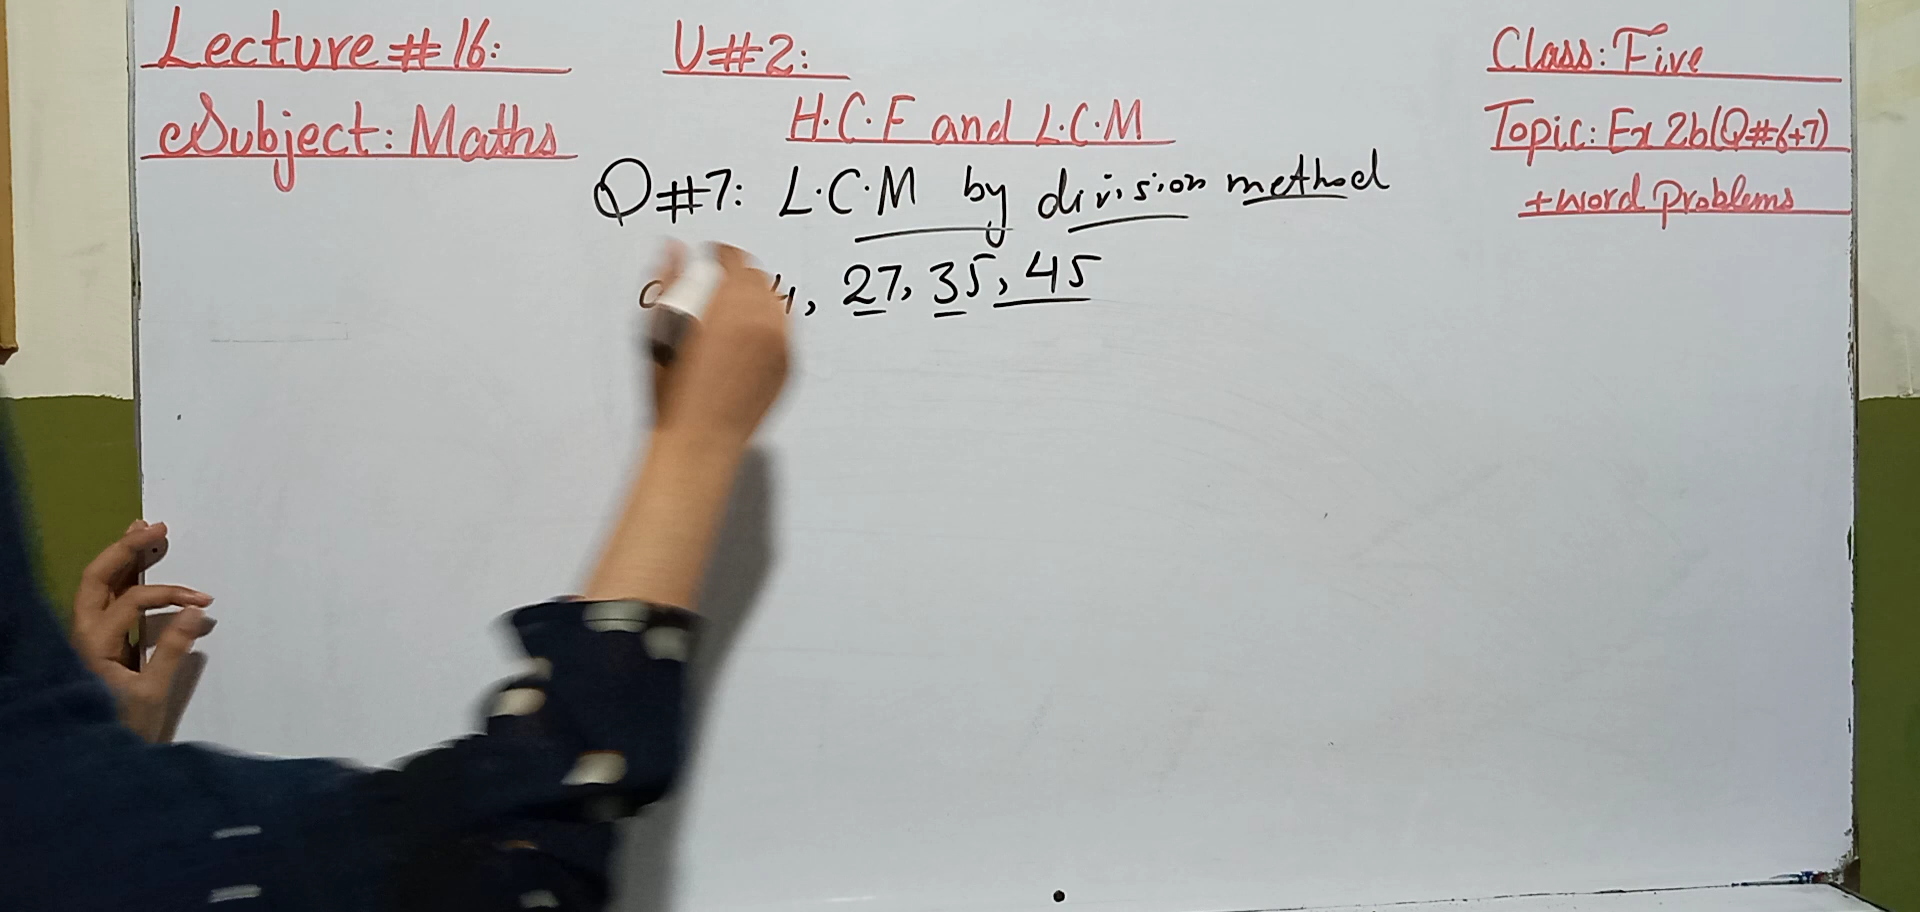 Lecture # 16:
U # 2:
Class: Five
Subject: Maths
H.C.F and L.C.M
Topic: Ex 2b(Q#6+7)
+word problems
Q#7: L.C.M by division method
, 27, 35, 45